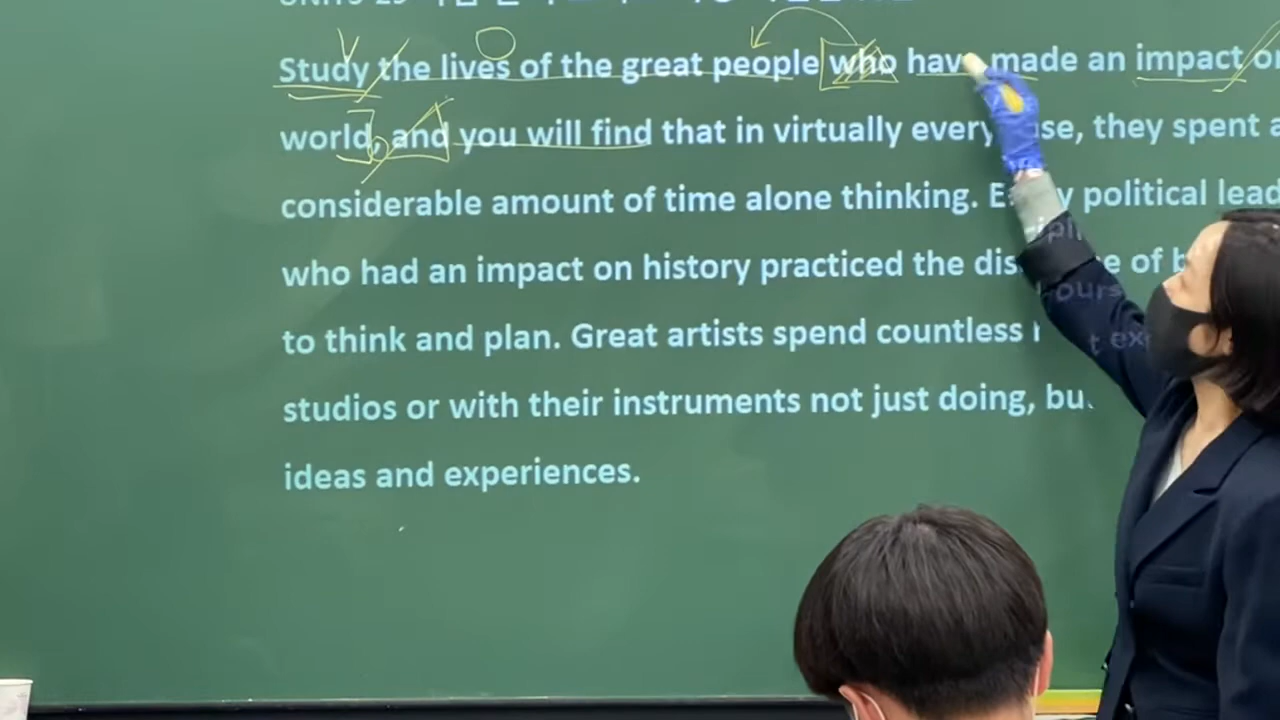 Study the lives of the great people who have made an impact
world, and you will find that in virtually every they spent a
considerable amount of time alone thinking. political lead
who had an impact on history practiced the of
to think and plan. Great artists spend countless
studios or with their instruments not just doing,
ideas and experiences.